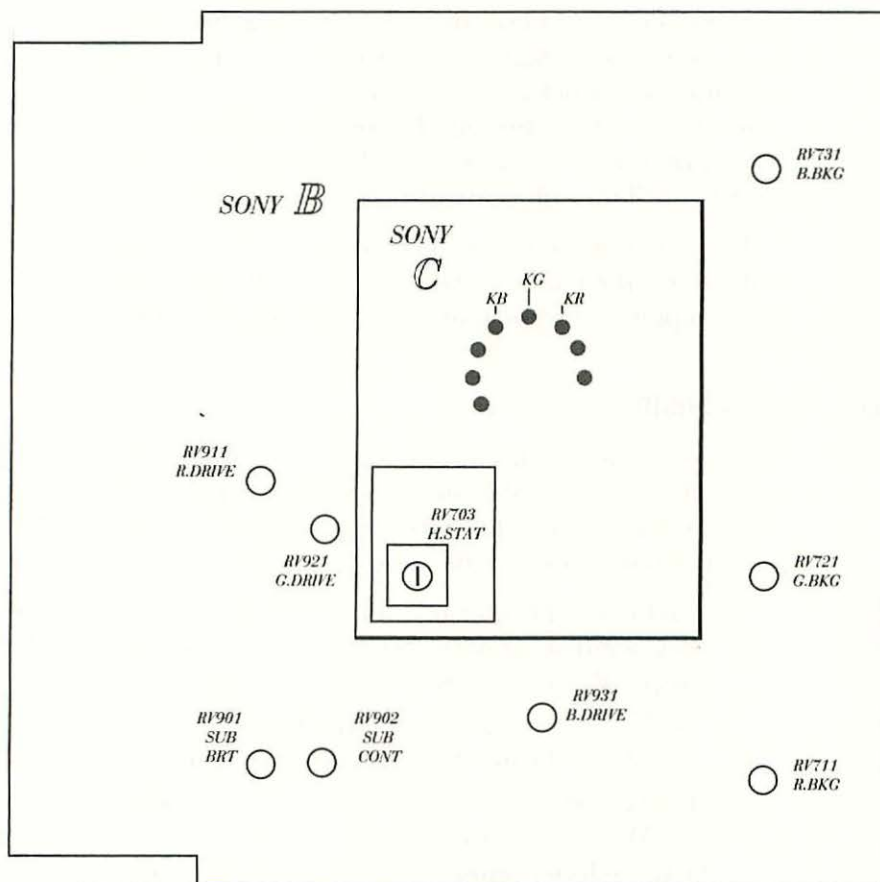 RV731
B.BKG
SONY B
SONY
C
KG
KB
KR
RV911
R.DRIVE
RV703
H.STAT
RV921
G.DRIVE
RV721
G.BKG
RV931
B.DRIVE
RV901
SUB
BRT
RV902
SUB
CONT
RV711
R.BKG